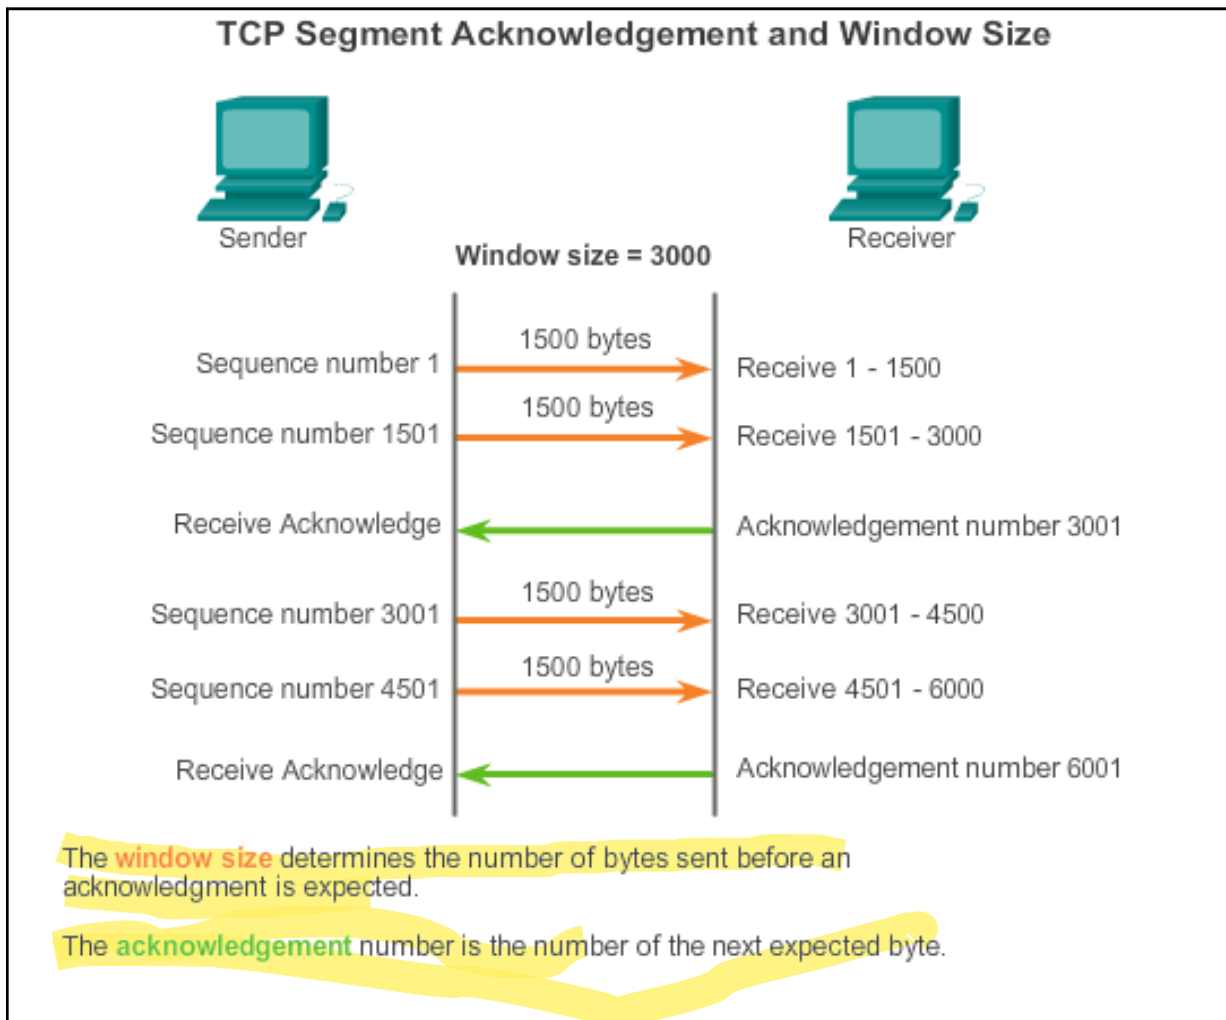 TCP Segment Acknowledgement and Window Size
Sender
Receiver
Window size = 3000
1500 bytes
Sequence number 1
Receive 1 - 1500
1500 bytes
Sequence number 1501
Receive 1501 - 3000
Receive Acknowledge
Acknowledgement number 3001
1500 bytes
Sequence number 3001
Receive 3001 - 4500
1500 bytes
Sequence number 4501
Receive 4501 - 6000
Receive Acknowledge
Acknowledgement number 6001
The window size determines the number of bytes sent before an
acknowledgment is expected.
The acknowledgement number is the number of the next expected byte.